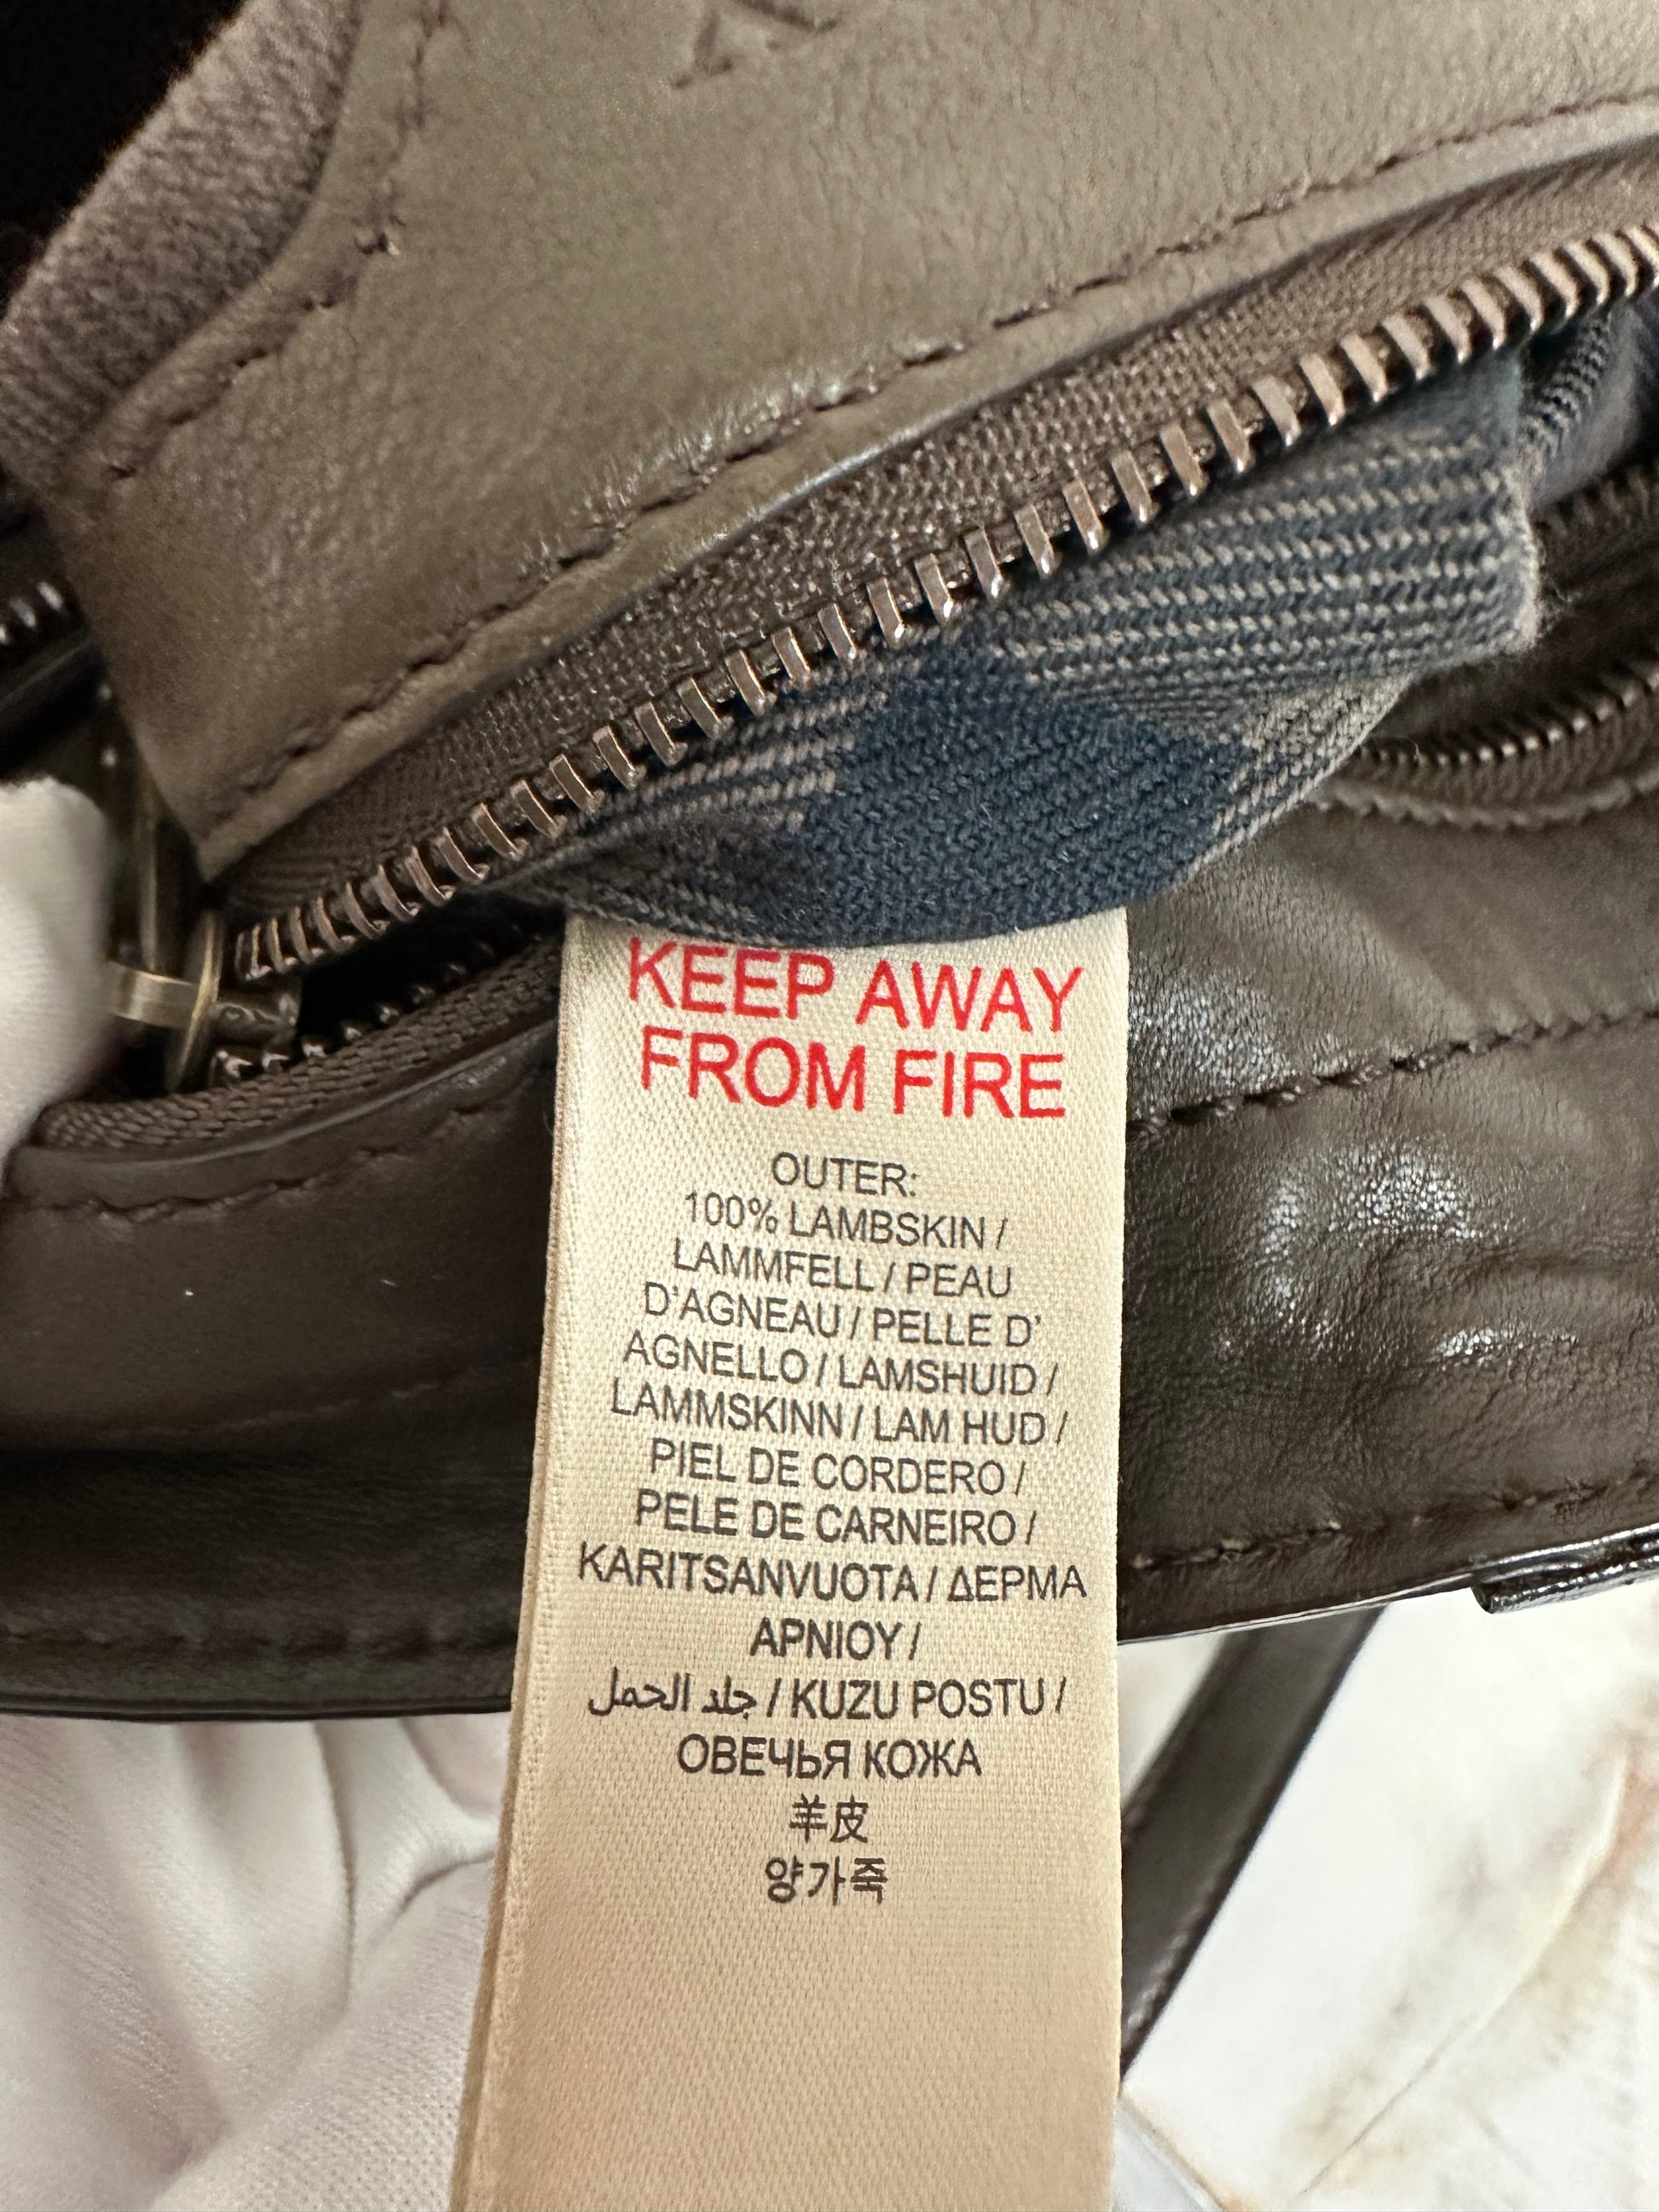 KEEP AWAY
FROM FIRE
OUTER:
100% LAMBSKIN /
LAMMFELL / PEAU
D'AGNEAU / PELLE D'
AGNELLO / LAMSHUID /
LAMMSKINN / LAM HUD /
PIEL DE CORDERO /
PELE DE CARNEIRO /
KARITSANVUOTA / ΔΕΡΜΑ
ΑΡΝΙΟΥ /
جلد الحمل / KUZU POSTU /
ОВЕЧЬЯ КОЖА
羊皮
양가죽